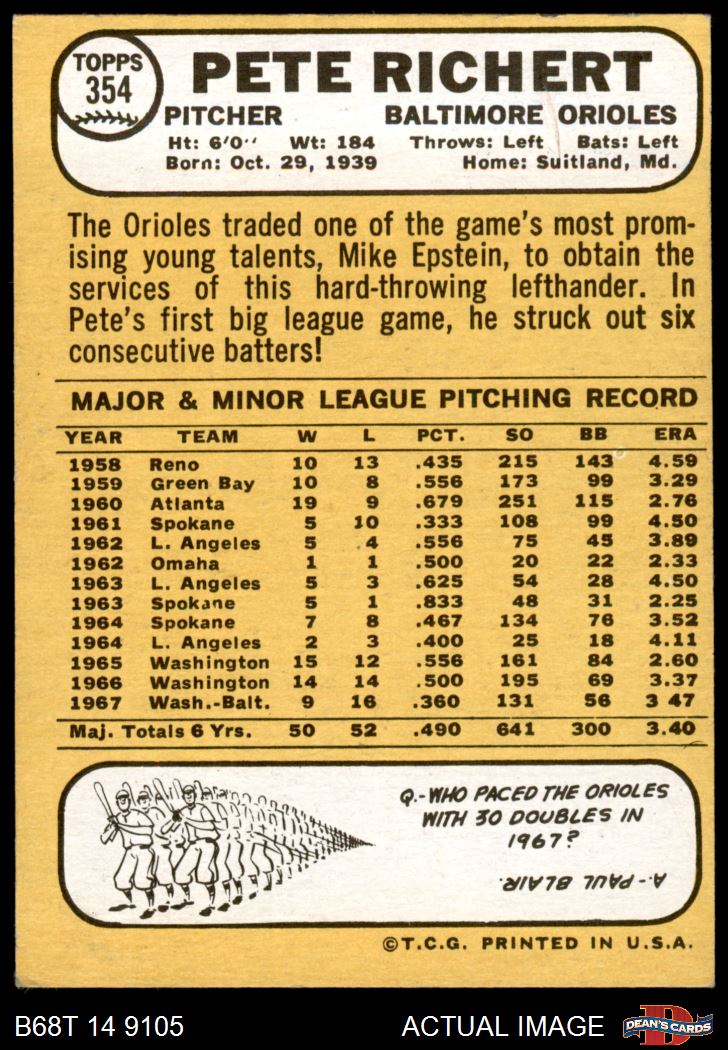 TOPPS
354
PETE RICHERT
PITCHER BALTIMORE ORIOLES
Ht: 6'0'' Wt: 184 Throws: Left Bats: Left
Born: Oct. 29, 1939 Home: Suitland, Md.
The Orioles traded one of the game's most prom-
ising young talents, Mike Epstein, to obtain the
services of this hard-throwing lefthander. In
Pete's first big league game, he struck out six
consecutive batters!
MAJOR & MINOR LEAGUE PITCHING RECORD
YEAR TEAM W L PCT. SO BB ERA
1958 Reno 10 13 .435 215 143 4.59
1959 Green Bay 10 8 .556 173 99 3.29
1960 Atlanta 19 9 .679 251 115 2.76
1961 Spokane 5 10 .333 108 99 4.50
1962 L. Angeles 5 4 .556 75 45 3.89
1962 Omaha 1 1 .500 20 22 2.33
1963 L. Angeles 5 3 .625 54 28 4.50
1963 Spokane 5 1 .833 48 31 2.25
1964 Spokane 7 8 .467 134 76 3.52
1964 L. Angeles 2 3 .400 25 18 4.11
1965 Washington 15 12 .556 161 84 2.60
1966 Washington 14 14 .500 195 69 3.37
1967 Wash.-Balt. 9 16 .360 131 56 3 47
Maj. Totals 6 Yrs. 50 52 .490 641 300 3.40
Q.-WHO PACED THE ORIOLES
WITH 30 DOUBLES IN
1967?
A.-PAUL BLAIR.
©T.C.G. PRINTED IN U.S.A.
B68T 14 9105 ACTUAL IMAGE
D
DEAN'S CARDS